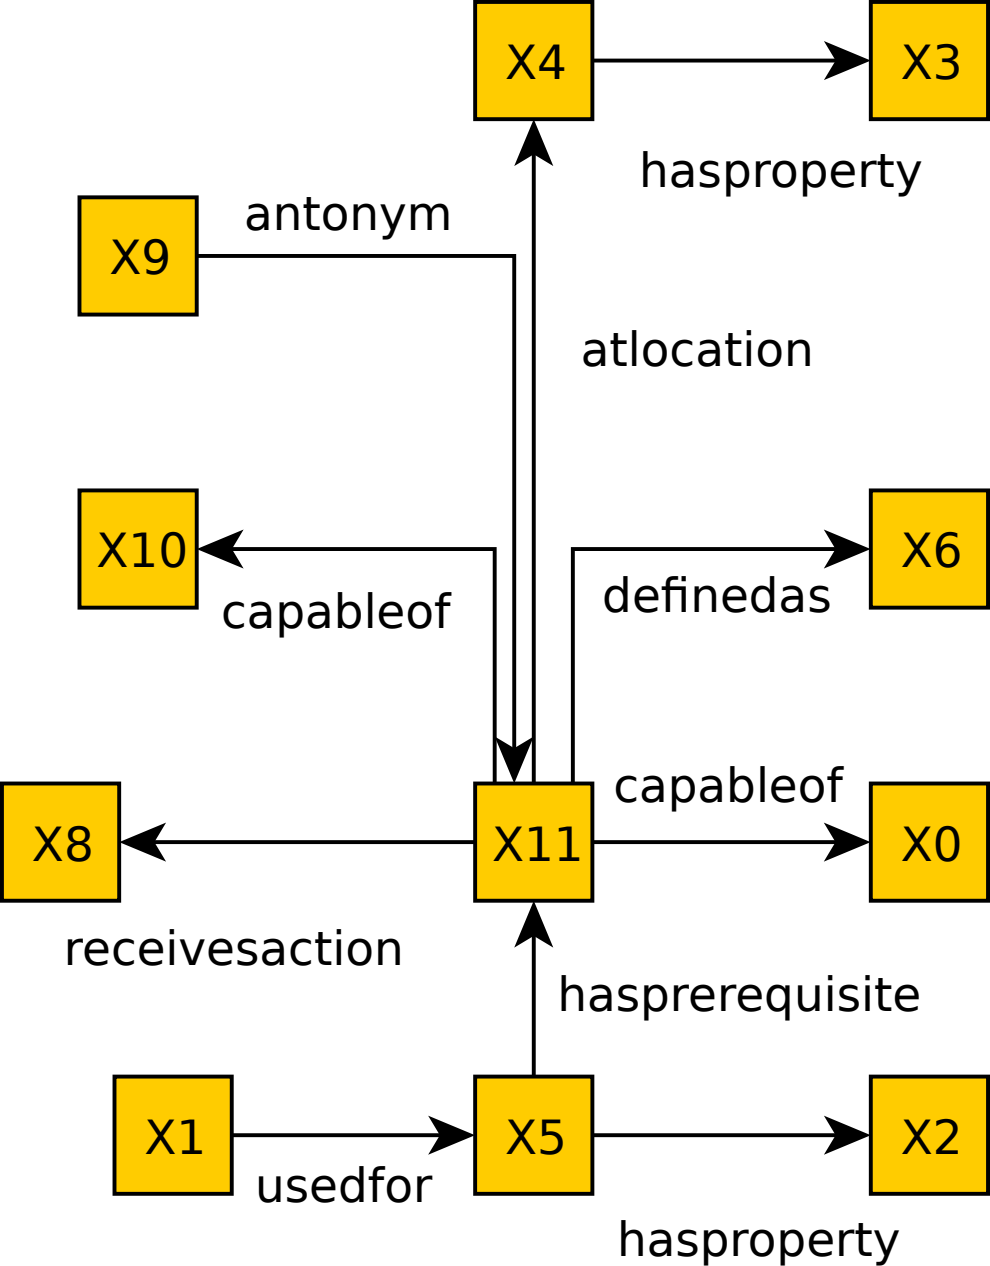 X4
X3
hasproperty
antonym
X9
atlocation
X10
X6
definedas
capableof
capableof
X8
X11
X0
receivesaction
hasprerequisite
X1
X5
X2
usedfor
hasproperty